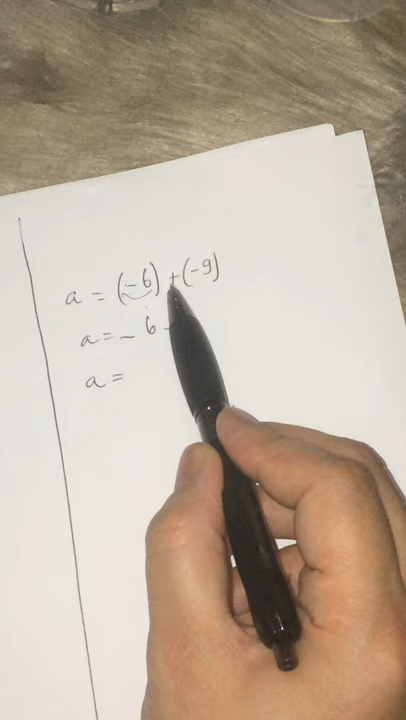 a = (-6) + (-9)
a = - 6 -
a =